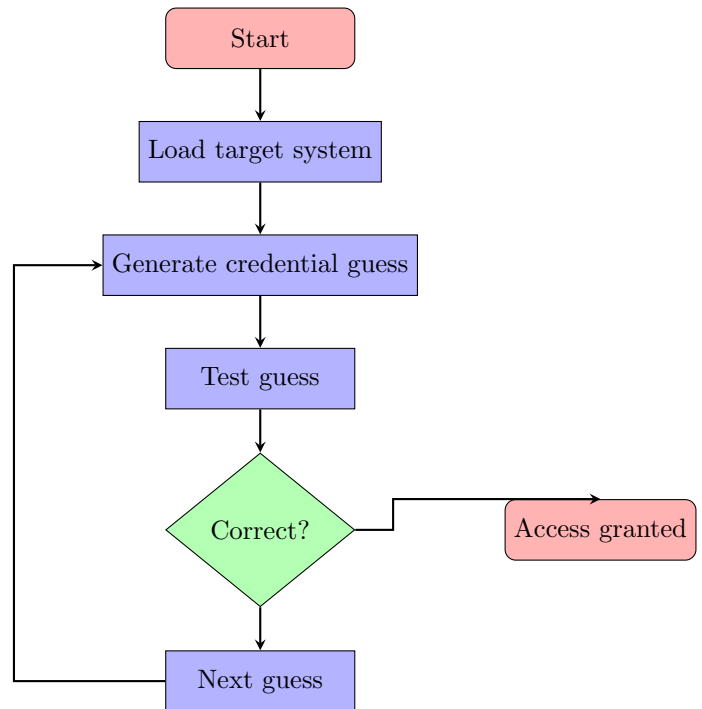 Start
Load target system
Generate credential guess
Test guess
Correct?
Access granted
Next guess